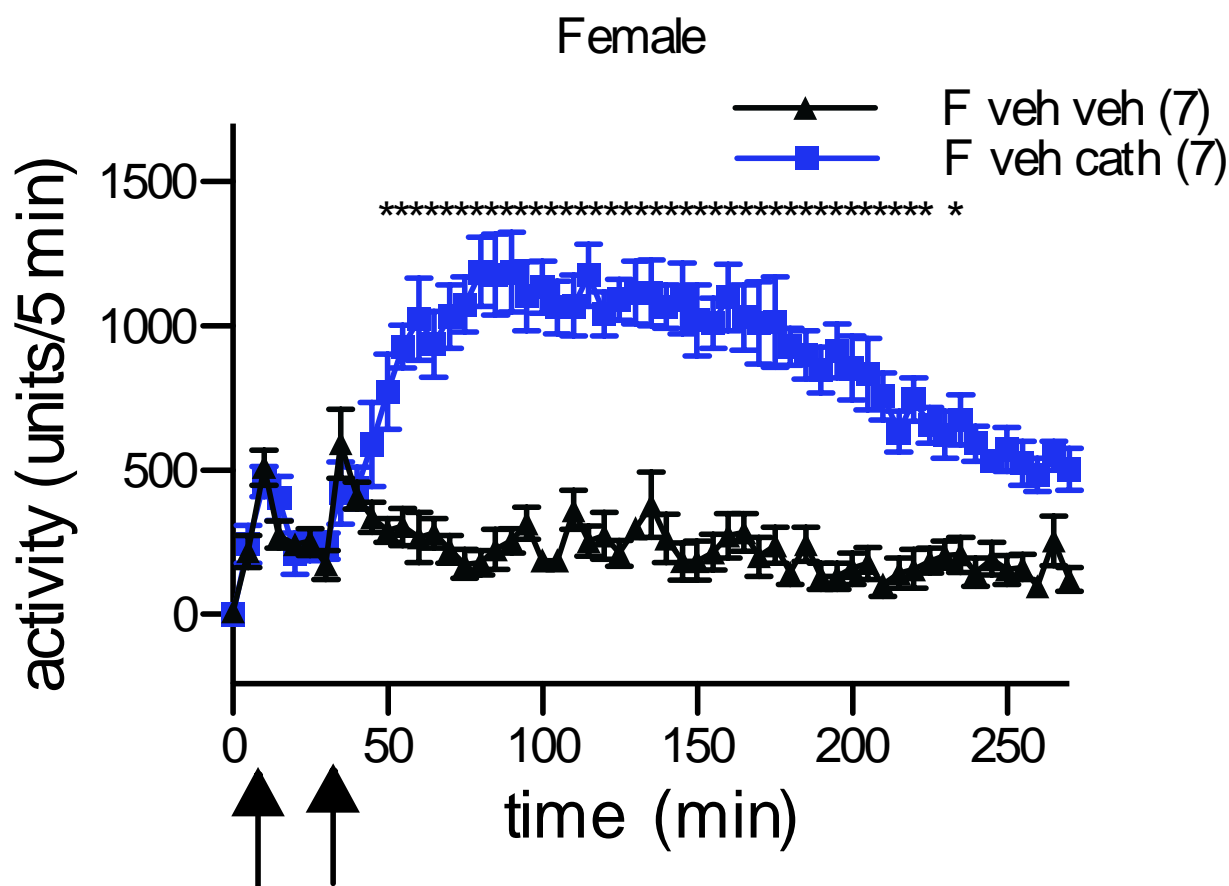 Female
F veh veh (7)
F veh cath (7)
************************************ *
activity (units/5 min)
1500
1000
500
0
0 50 100 150 200 250
time (min)